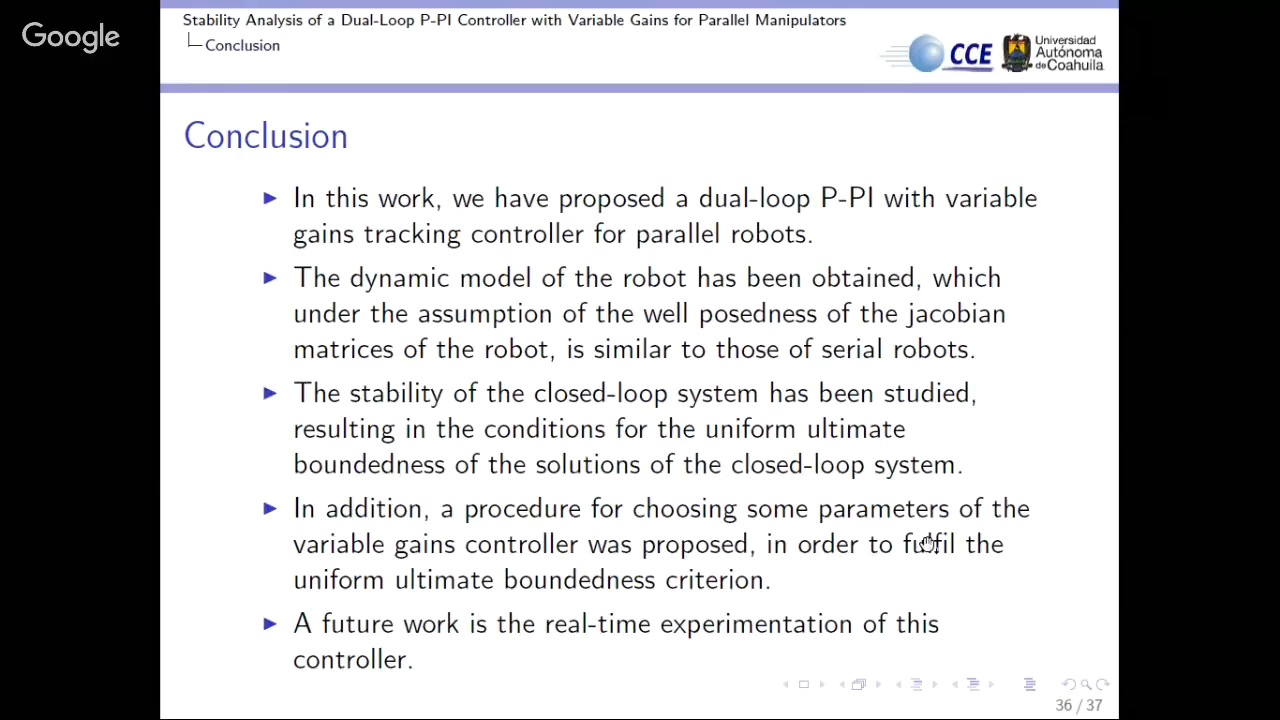 Google
Stability Analysis of a Dual-Loop P-PI Controller with Variable Gains for Parallel Manipulators
Conclusion
CCE
Universidad
Autónoma
de Coahuila
Conclusion
In this work, we have proposed a dual-loop P-PI with variable
gains tracking controller for parallel robots.
The dynamic model of the robot has been obtained, which
under the assumption of the well posedness of the jacobian
matrices of the robot, is similar to those of serial robots.
The stability of the closed-loop system has been studied,
resulting in the conditions for the uniform ultimate
boundedness of the solutions of the closed-loop system.
In addition, a procedure for choosing some parameters of the
variable gains controller was proposed, in order to fulfil the
uniform ultimate boundedness criterion.
A future work is the real-time experimentation of this
controller.
36 / 37